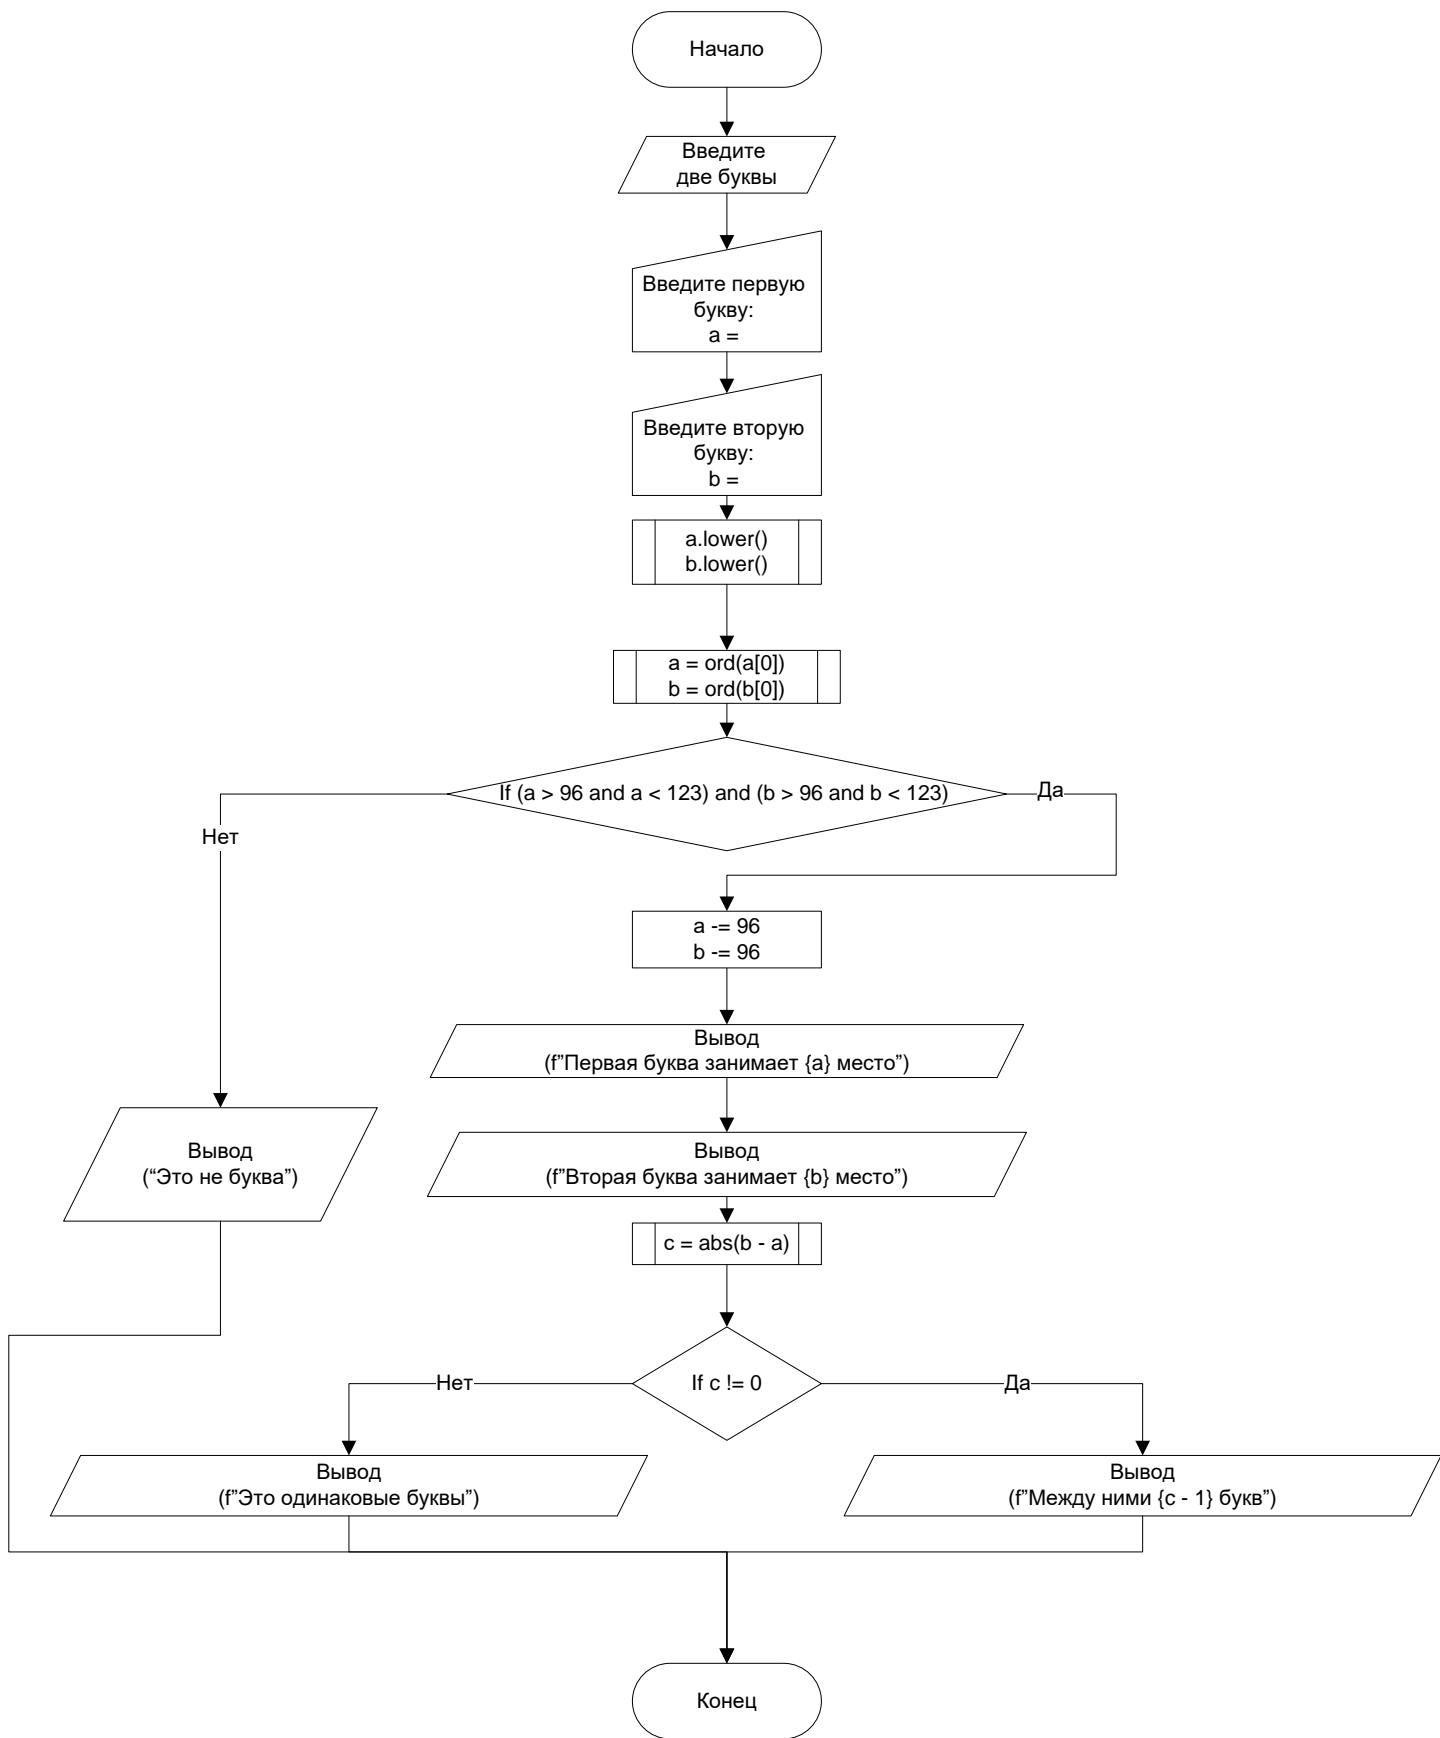 Начало
Введите
две буквы
Введите первую
букву:
a =
Введите вторую
букву:
b =
a.lower()
b.lower()
a = ord(a[0])
b = ord(b[0])
If (a > 96 and a < 123) and (b > 96 and b < 123)
Да
Нет
a -= 96
b -= 96
Вывод
(f”Первая буква занимает {a} место”)
Вывод
(“Это не буква”)
Вывод
(f”Вторая буква занимает {b} место”)
c = abs(b - a)
If c != 0
Нет
Да
Вывод
(f”Это одинаковые буквы”)
Вывод
(f”Между ними {c - 1} букв”)
Конец